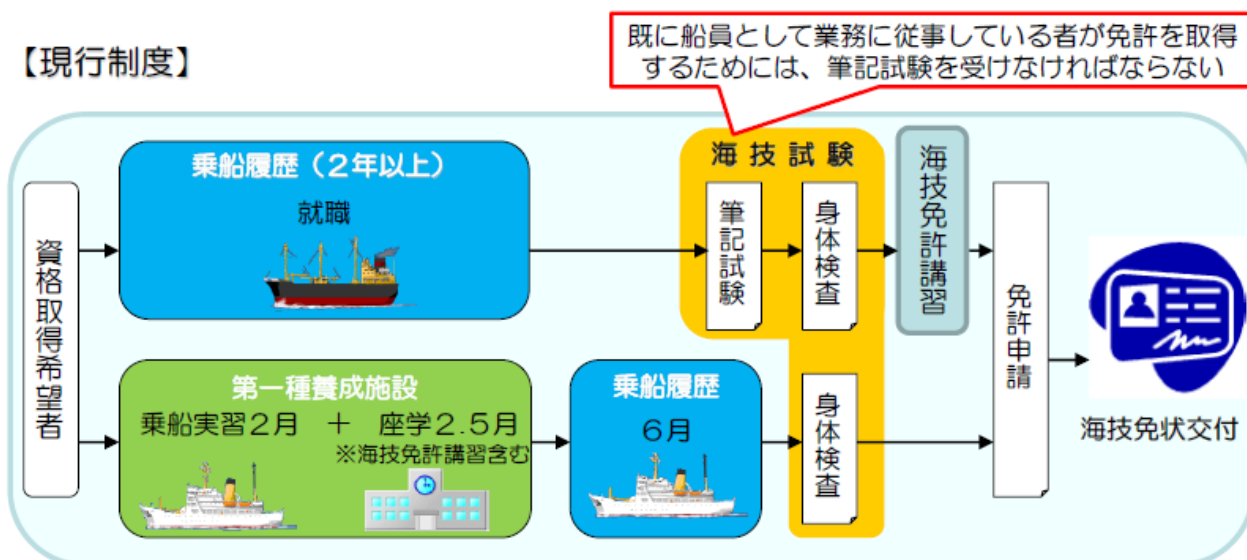 【現行制度】
既に船員として業務に従事している者が免許を取得
するためには、筆記試験を受けなければならない
資格取得希望者
乗船履歴（２年以上）
就職
海技試験
筆記試験
身体検査
海技免許講習
第一種養成施設
乗船実習２月　＋　座学２.５月
※海技免許講習含む
乗船履歴
６月
身体検査
免許申請
海技免状交付